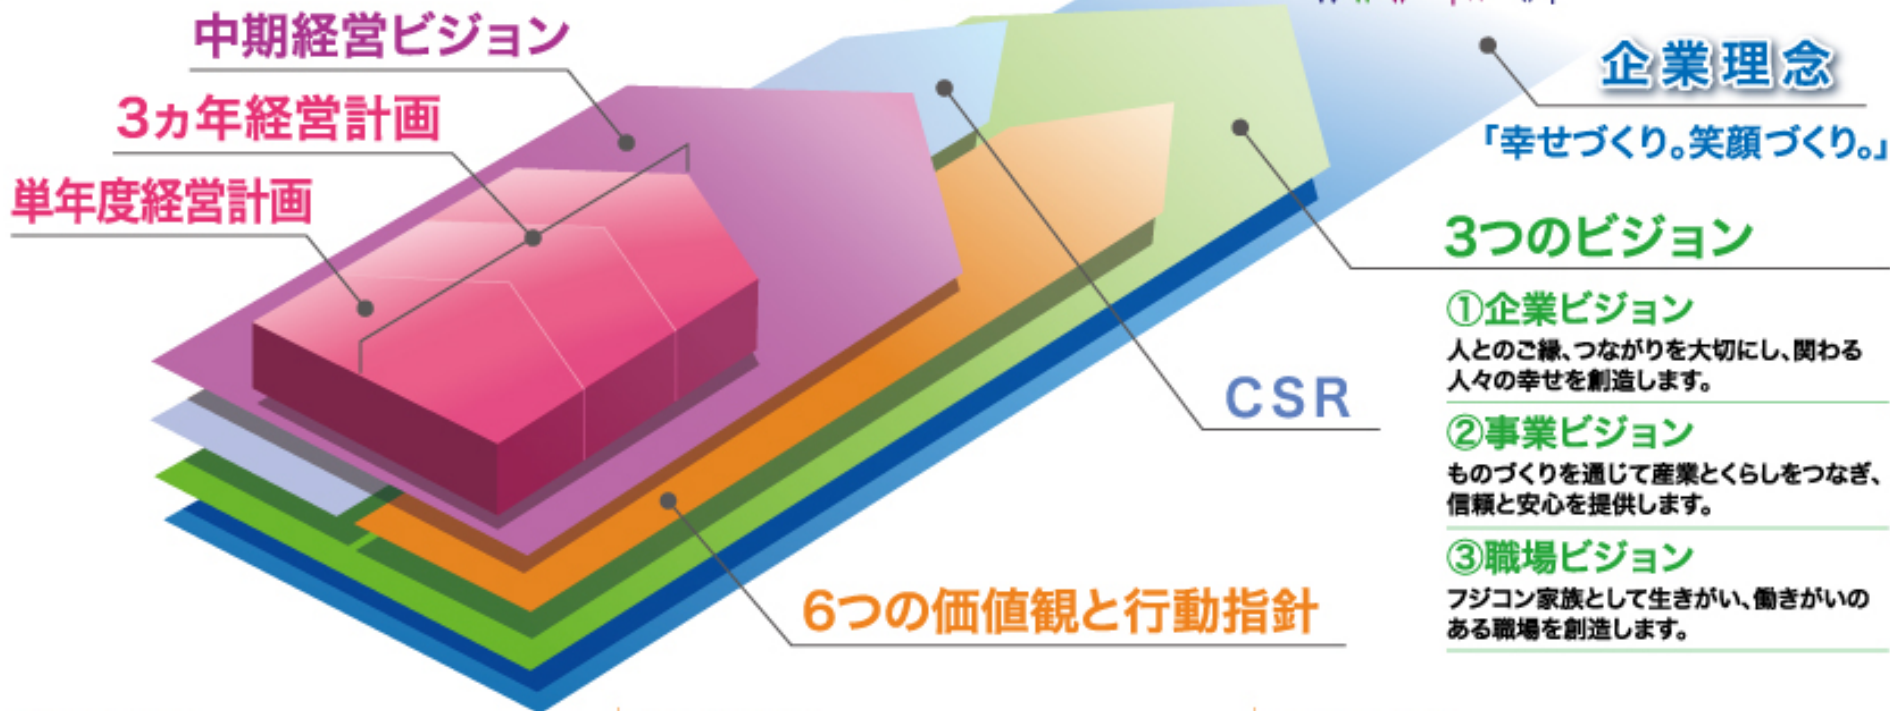 中期経営ビジョン
3ヵ年経営計画
単年度経営計画
企業理念
「幸せづくり。笑顔づくり。」
3つのビジョン
①企業ビジョン
人とのご縁、つながりを大切にし、関わる
人々の幸せを創造します。
②事業ビジョン
ものづくりを通じて産業とくらしをつなぎ、
信頼と安心を提供します。
③職場ビジョン
フジコン家族として生きがい、働きがいの
ある職場を創造します。
CSR
6つの価値観と行動指針